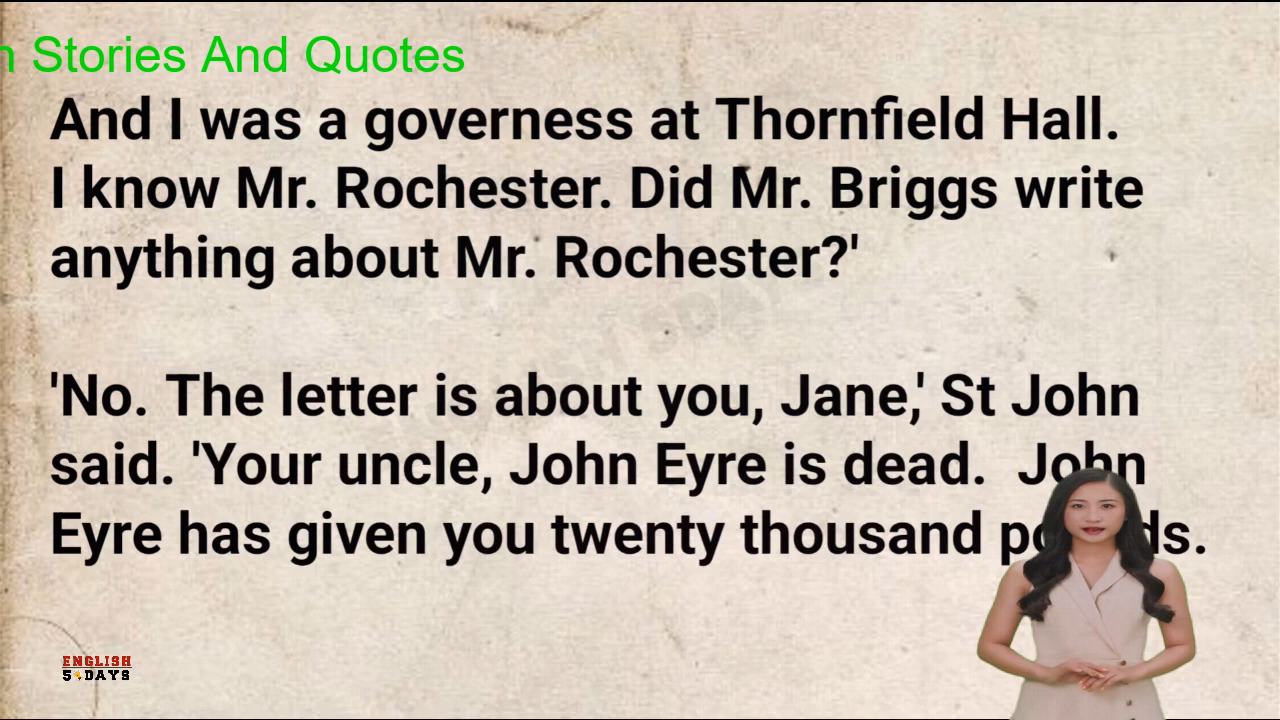 Stories And Quotes
And I was a governess at Thornfield Hall.
I know Mr. Rochester. Did Mr. Briggs write
anything about Mr. Rochester?'
'No. The letter is about you, Jane,' St John
said. 'Your uncle, John Eyre is dead. John
Eyre has given you twenty thousand
ENGLISH
5 DAYS